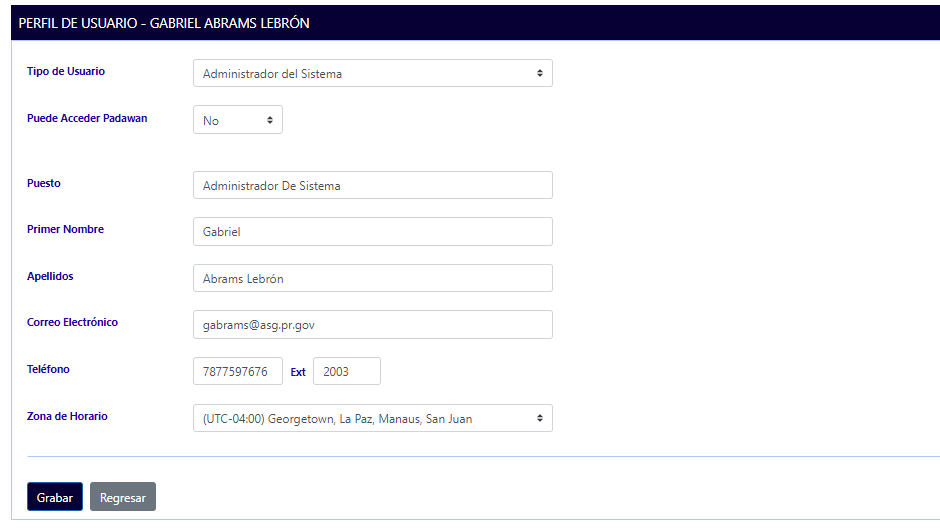 PERFIL DE USUARIO - GABRIEL ABRAMS LEBRÓN
Tipo de Usuario Administrador del Sistema
Puede Acceder Padawan No
Puesto Administrador De Sistema
Primer Nombre Gabriel
Apellidos Abrams Lebrón
Correo Electrónico gabrams@asg.pr.gov
Teléfono 7877597676 Ext 2003
Zona de Horario (UTC-04:00) Georgetown, La Paz, Manaus, San Juan
Grabar Regresar